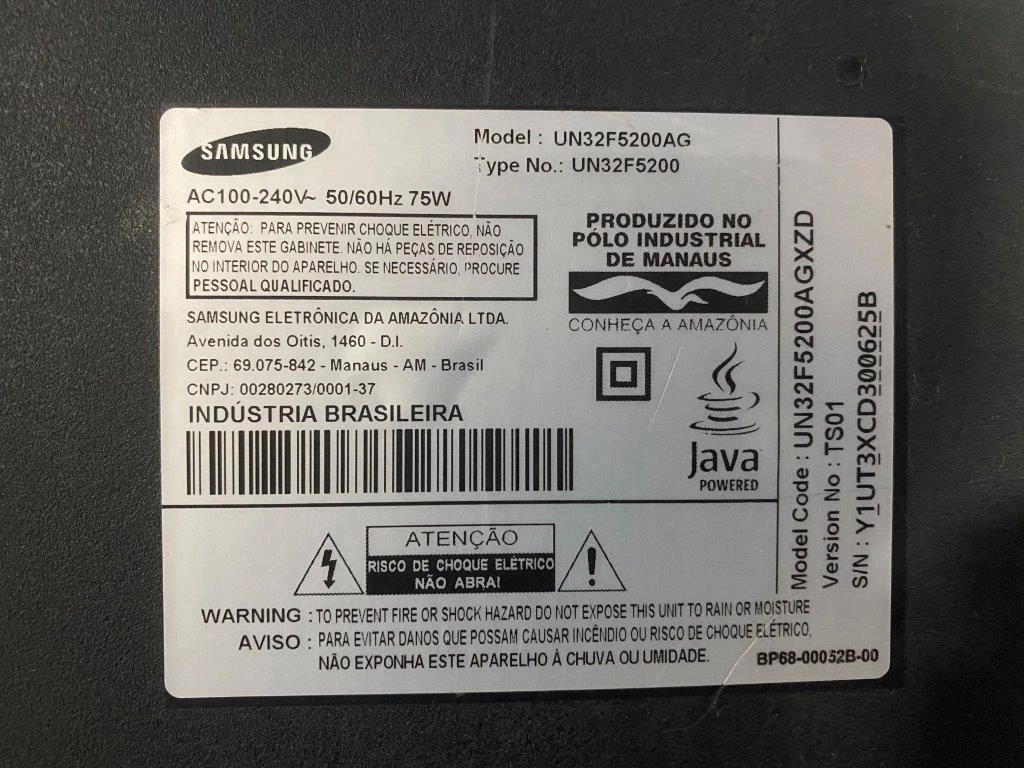 SAMSUNG
Model : UN32F5200AG
Type No.: UN32F5200
AC100-240V~ 50/60Hz 75W
ATENÇÃO: PARA PREVENIR CHOQUE ELÉTRICO, NÃO
REMOVA ESTE GABINETE. NÃO HÁ PEÇAS DE REPOSIÇÃO
NO INTERIOR DO APARELHO. SE NECESSÁRIO, PROCURE
PESSOAL QUALIFICADO.
SAMSUNG ELETRÔNICA DA AMAZÔNIA LTDA.
Avenida dos Oitis, 1460 - D.I.
CEP.: 69.075-842 - Manaus - AM - Brasil
CNPJ: 00280273/0001-37
INDÚSTRIA BRASILEIRA
PRODUZIDO NO
PÓLO INDUSTRIAL
DE MANAUS
CONHEÇA A AMAZÔNIA
Java
POWERED
Model Code : UN32F5200AGXZD
Version No : TS01
S/N : Y1UT3XCD300625B
ATENÇÃO
RISCO DE CHOQUE ELÉTRICO
NÃO ABRA!
WARNING : TO PREVENT FIRE OR SHOCK HAZARD DO NOT EXPOSE THIS UNIT TO RAIN OR MOISTURE
AVISO : PARA EVITAR DANOS QUE POSSAM CAUSAR INCÊNDIO OU RISCO DE CHOQUE ELÉTRICO,
NÃO EXPONHA ESTE APARELHO À CHUVA OU UMIDADE.
BP68-00052B-00